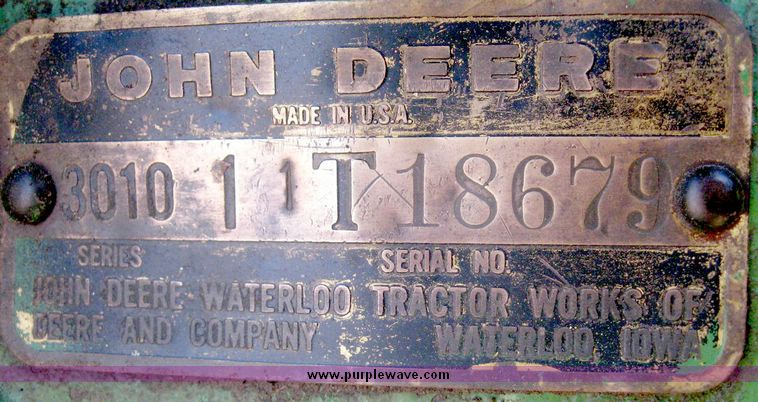 JOHN DEERE
MADE IN U.S.A.
3010 1 1T 18679
SERIES SERIAL NO.
JOHN DEERE WATERLOO TRACTOR WORKS OF
DEERE AND COMPANY WATERLOO, IOWA
www.purplewave.com